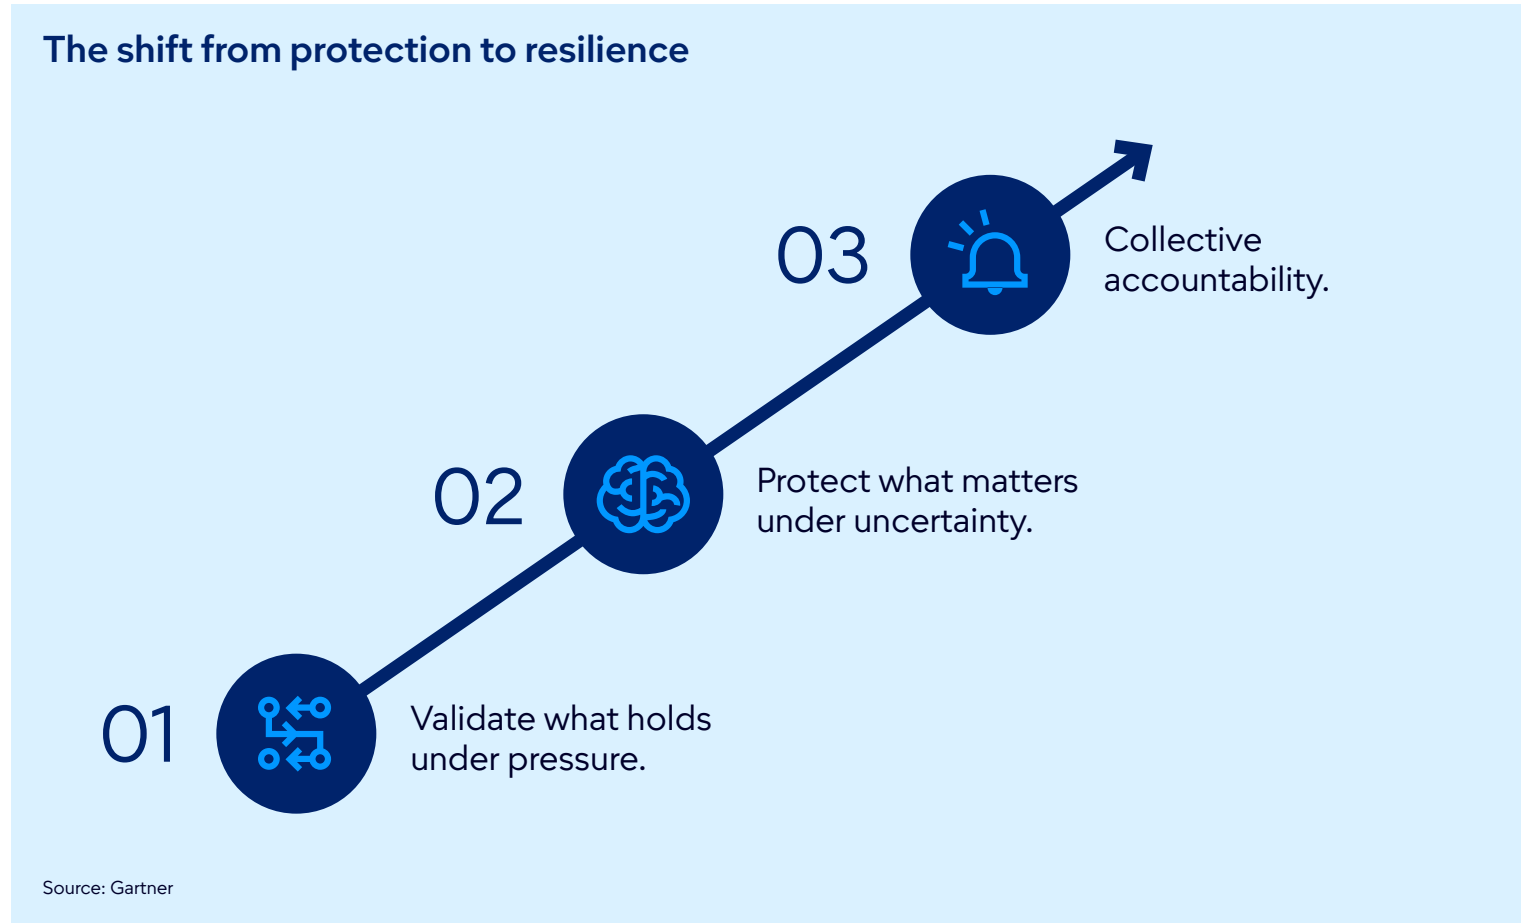 The shift from protection to resilience
03
Collective
accountability.
02
Protect what matters
under uncertainty.
01
Validate what holds
under pressure.
Source: Gartner